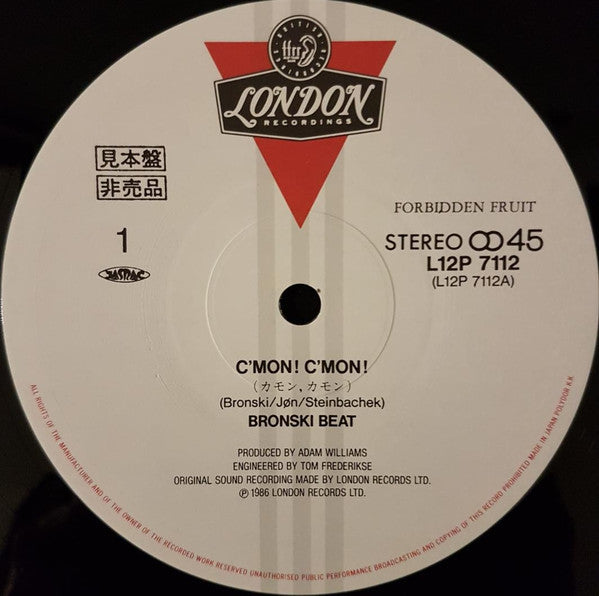 BRITISH
ffrr
RECORDINGS
LONDON
RECORDINGS
見本盤
非売品
1
JASRAC
FORBIDDEN FRUIT
STEREO 45
L12P 7112
(L12P 7112A)
C'MON! C'MON!
(カモン,カモン)
(Bronski/Jøn/Steinbachek)
BRONSKI BEAT
PRODUCED BY ADAM WILLIAMS
ENGINEERED BY TOM FREDERIKSE
ORIGINAL SOUND RECORDING MADE BY LONDON RECORDS LTD.
℗ 1986 LONDON RECORDS LTD.
ALL RIGHTS OF THE MANUFACTURER AND OF THE OWNER OF THE RECORDED WORK RESERVED·UNAUTHORISED PUBLIC PERFORMANCE BROADCASTING AND COPYING OF THIS RECORD PROHIBITED MADE IN JAPAN POLYDOR K.K.